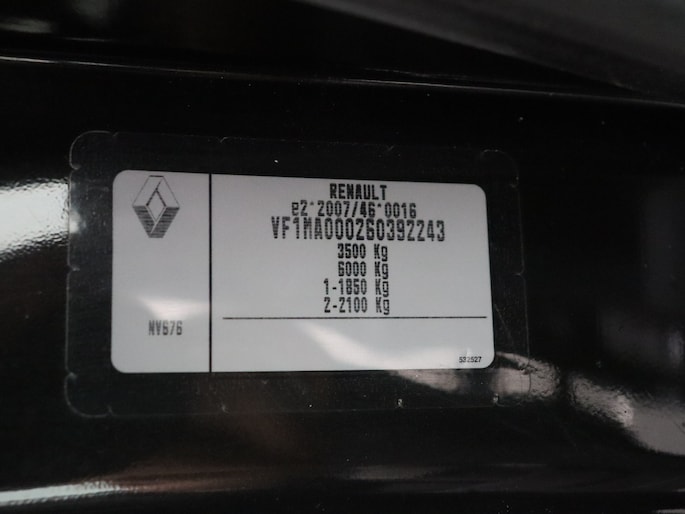 RENAULT
e2*2007/46*0016
VF1MA000260392243
3500 Kg
6000 Kg
1-1850 Kg
2-2100 Kg
NV676
532527